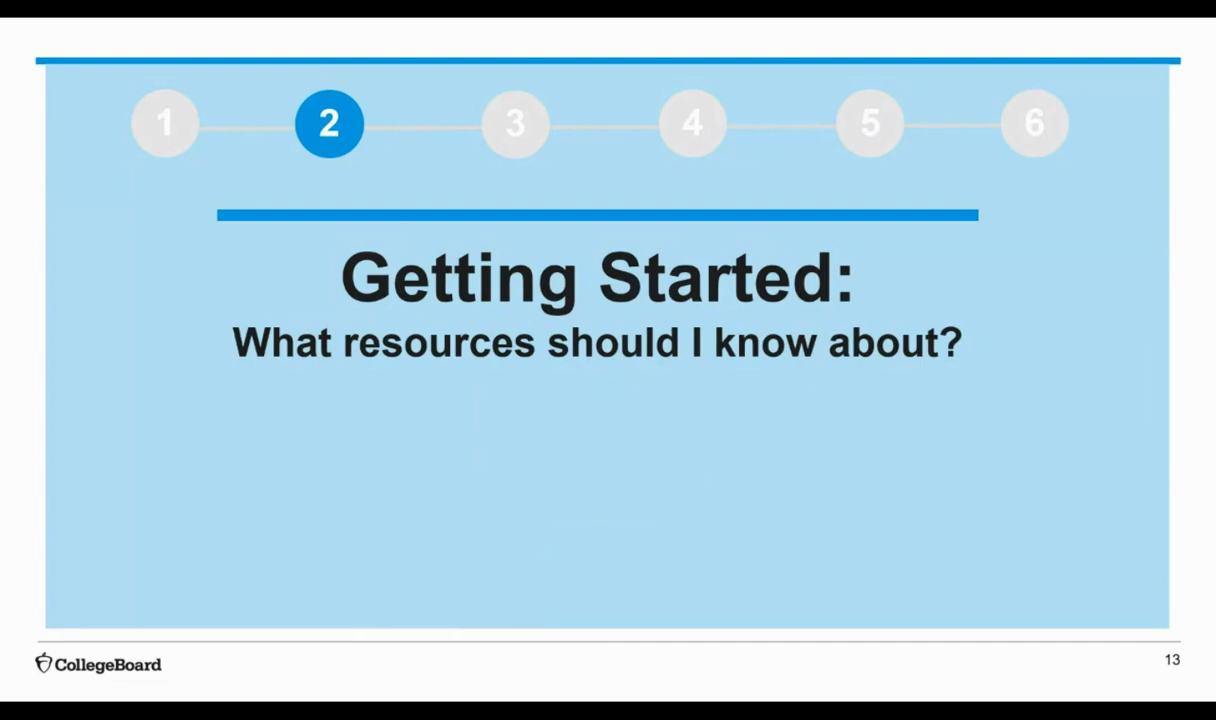 1 2 3 4 5 6
Getting Started:
What resources should I know about?
CollegeBoard
13